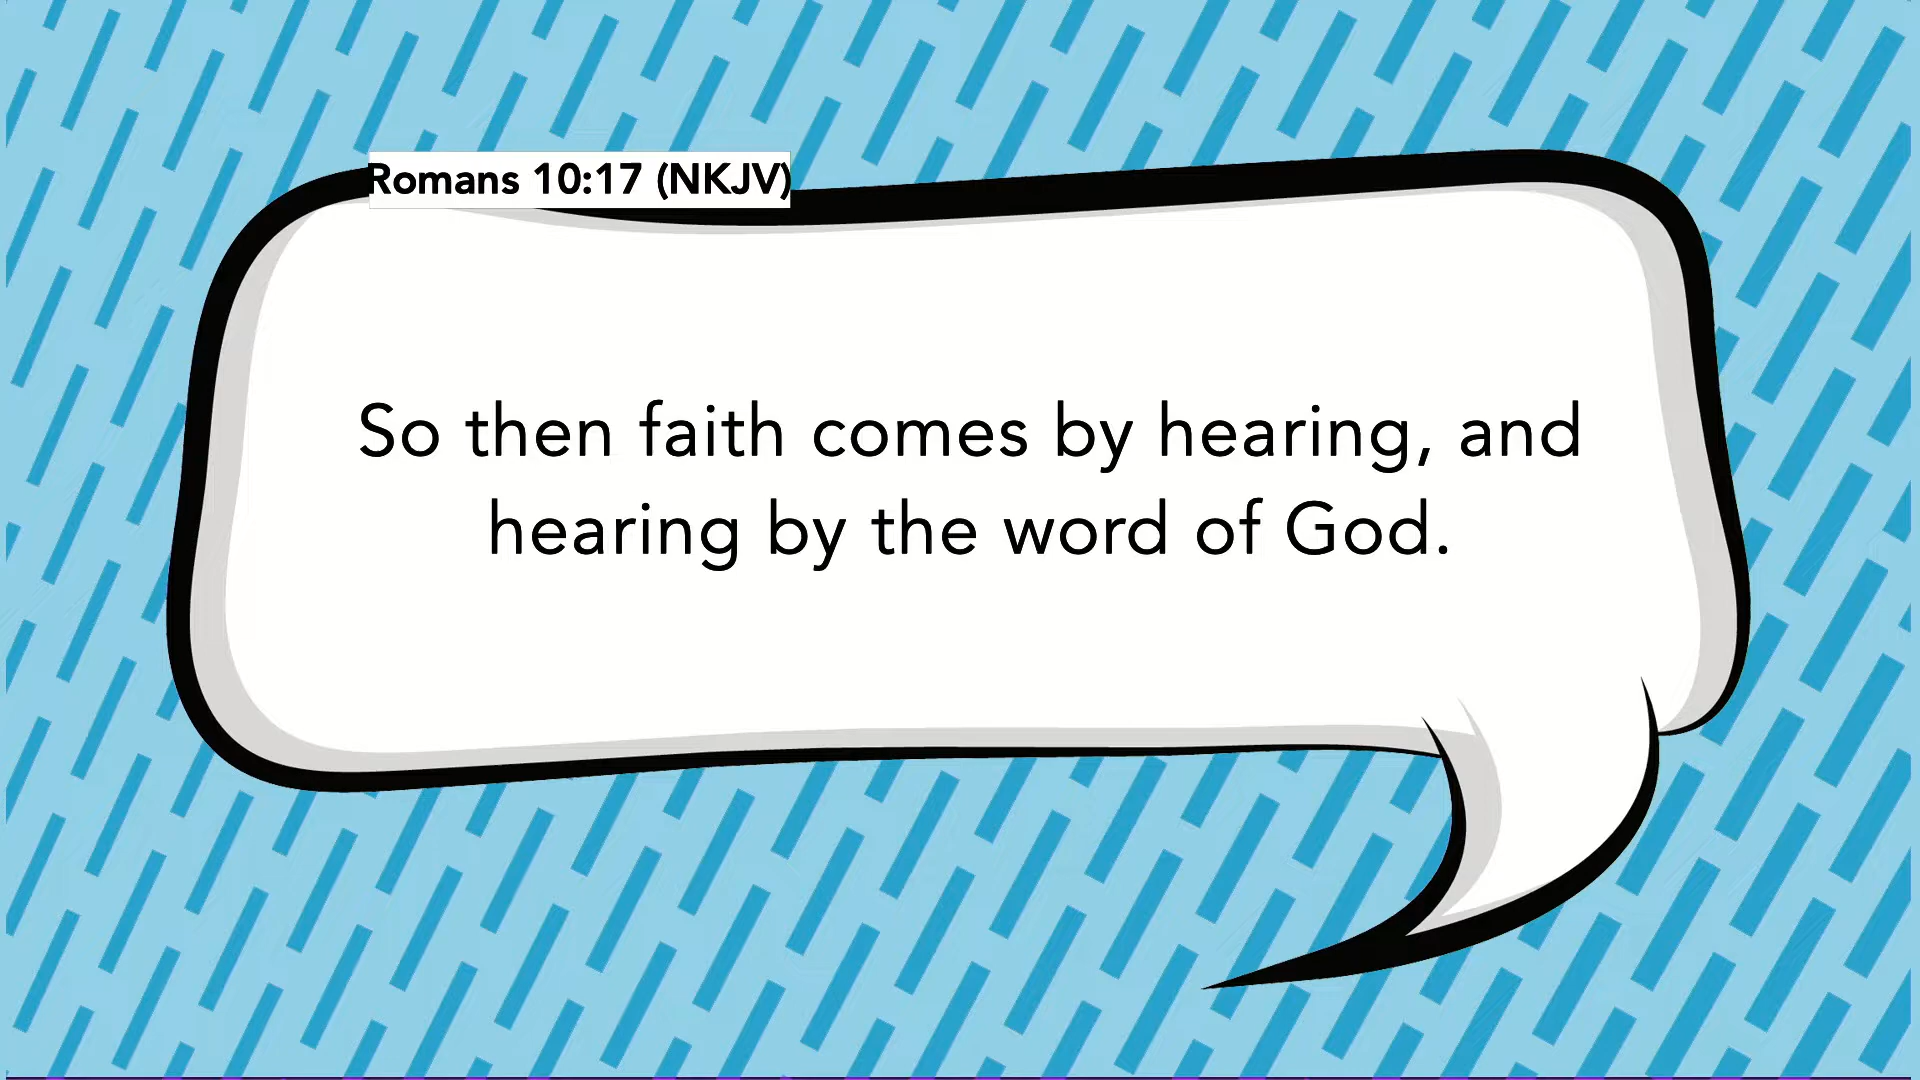 Romans 10:17 (NKJV)
So then faith comes by hearing, and
hearing by the word of God.